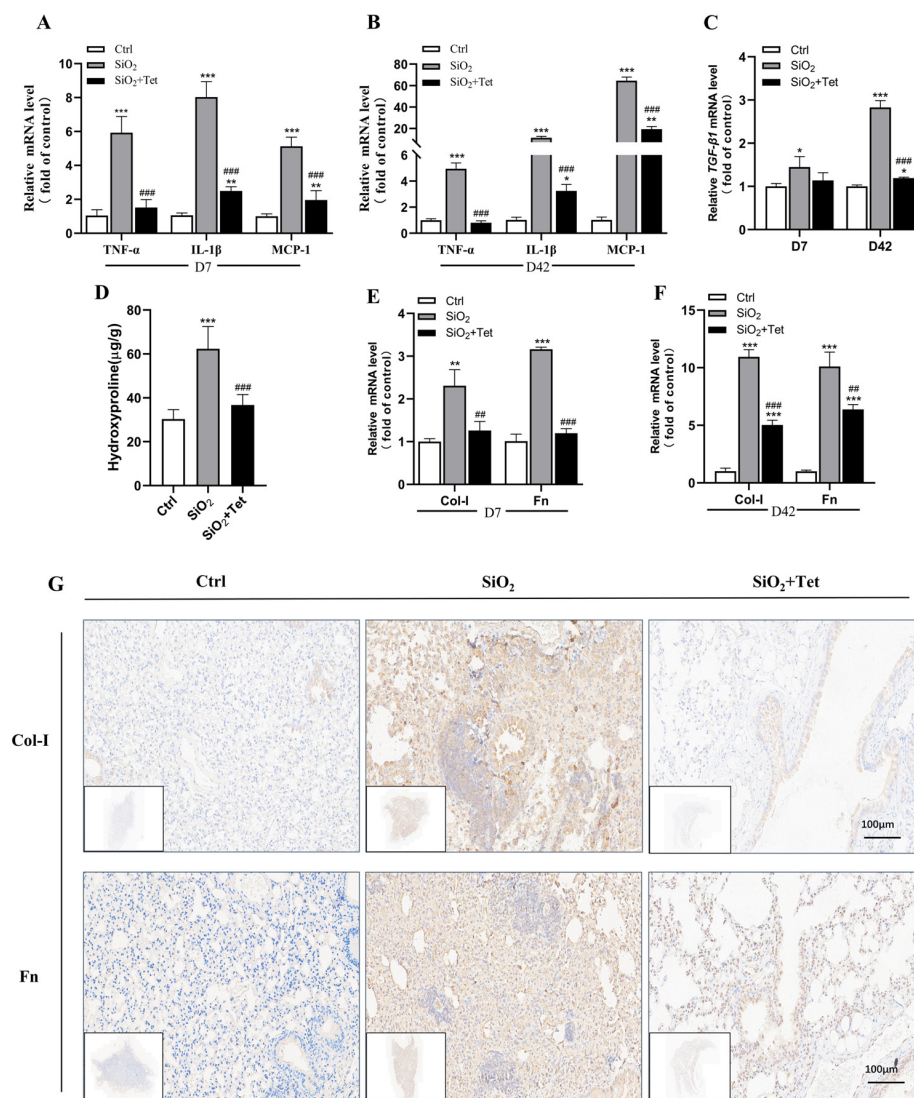 A
Ctrl
SiO₂
SiO₂+Tet
Relative mRNA level
( fold of control)
10
8
6
4
2
0
*** ### *** ### ** *** ### **
TNF-α IL-1β MCP-1
D7
B
Ctrl
SiO₂
SiO₂+Tet
Relative mRNA level
( fold of control)
80
60
40
20
6
4
2
0
*** ### *** ### * *** ### **
TNF-α IL-1β MCP-1
D42
C
Ctrl
SiO₂
SiO₂+Tet
Relative TGF-β1 mRNA level
( fold of control)
4
3
2
1
0
* *** ### *
D7 D42
D
Hydroxyproline(μg/g)
80
60
40
20
0
*** ###
Ctrl SiO₂ SiO₂+Tet
E
Ctrl
SiO₂
SiO₂+Tet
Relative mRNA level
( fold of control)
4
3
2
1
0
** ## *** ###
Col-I Fn
D7
F
Ctrl
SiO₂
SiO₂+Tet
Relative mRNA level
( fold of control)
15
10
5
0
*** ### *** *** ## ***
Col-I Fn
D42
G
Ctrl SiO₂ SiO₂+Tet
Col-I
100μm
Fn
100μm